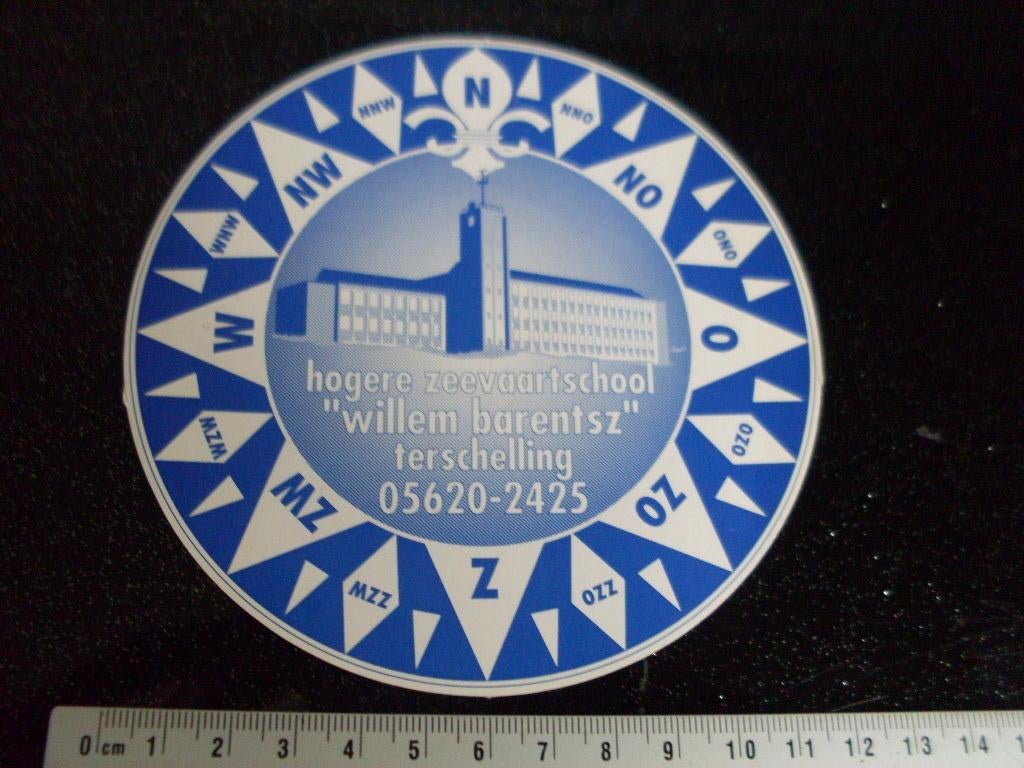 N
NNO
NO
ONO
O
OZO
ZO
ZZO
Z
ZZW
ZW
WZW
W
WNW
NW
NNW
hogere zeevaartschool
"willem barentsz"
terschelling
05620-2425
0 cm 1 2 3 4 5 6 7 8 9 10 11 12 13 14